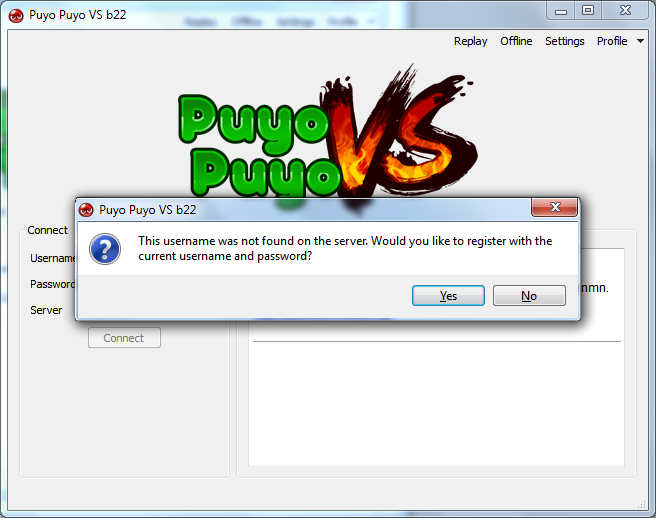 Puyo Puyo VS b22
Replay Offline Settings Profile
Puyo
Puyo
VS
Puyo Puyo VS b22
This username was not found on the server. Would you like to register with the
current username and password?
Yes No
Connect
Username
Password
Server
Connect
nmn.